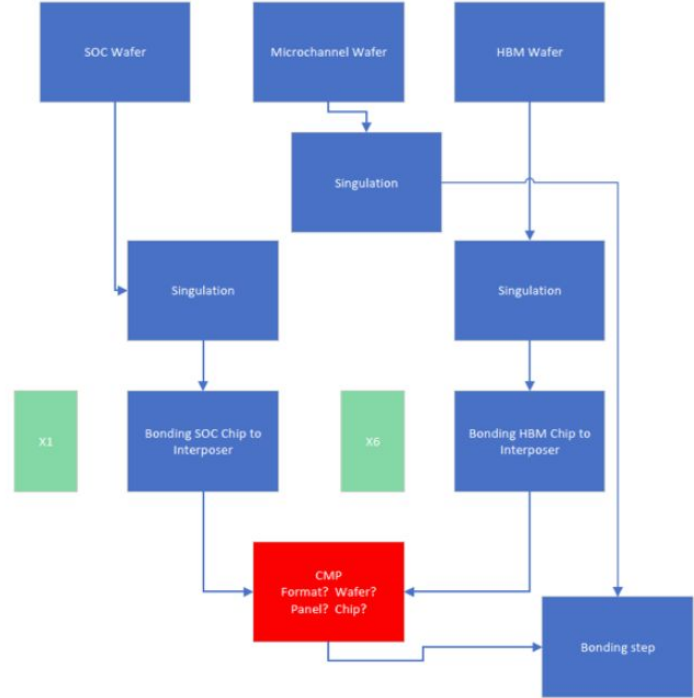 SOC Wafer
Microchannel Wafer
HBM Wafer
Singulation
Singulation
Singulation
X1
Bonding SOC Chip to
Interposer
X6
Bonding HBM Chip to
Interposer
CMP
Format? Wafer?
Panel? Chip?
Bonding step